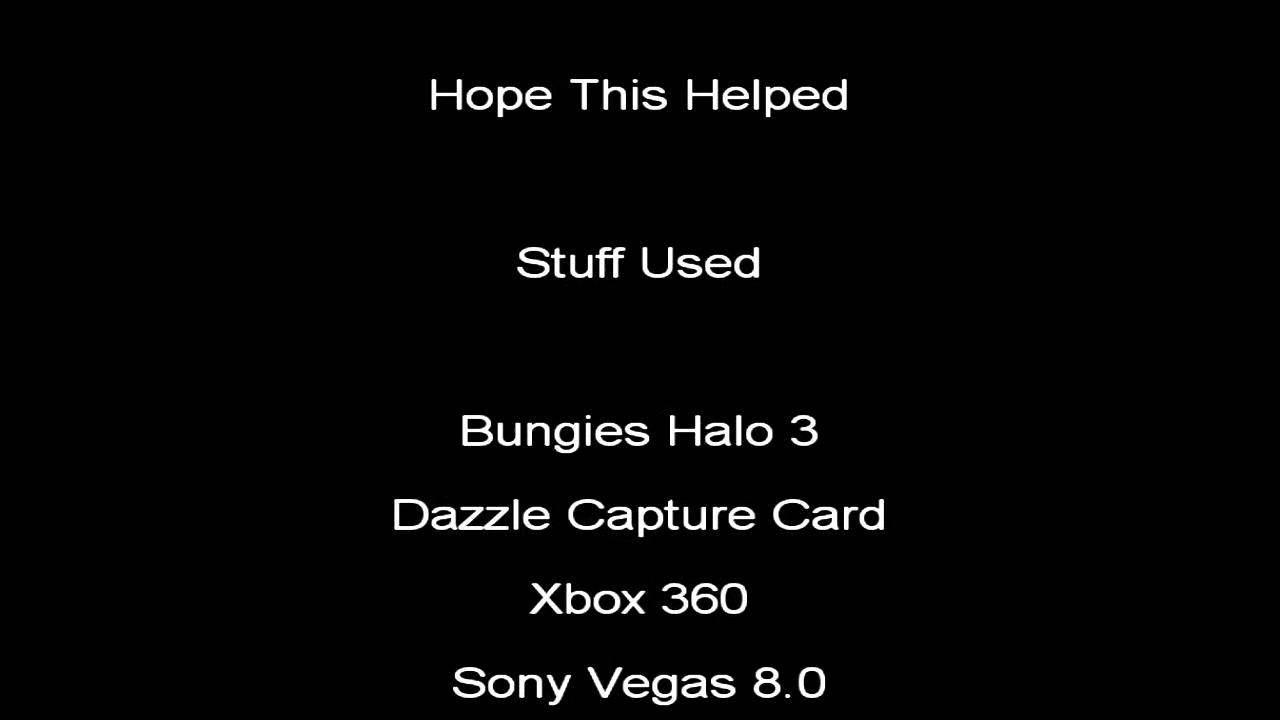 Hope This Helped
Stuff Used
Bungies Halo 3
Dazzle Capture Card
Xbox 360
Sony Vegas 8.0